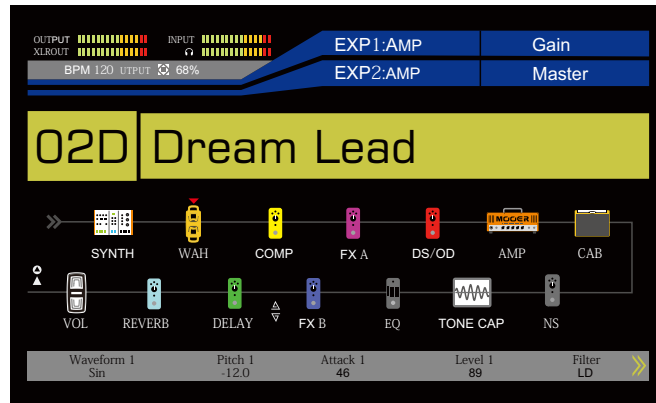 OUTPUT INPUT
XLROUT
BPM 120 UTPUT 68%
EXP1:AMP Gain
EXP2:AMP Master
02D Dream Lead
MOOER
SYNTH WAH COMP FX A DS/OD AMP CAB
VOL REVERB DELAY FX B EQ TONE CAP NS
Waveform 1 Pitch 1 Attack 1 Level 1 Filter
Sin -12.0 46 89 LD